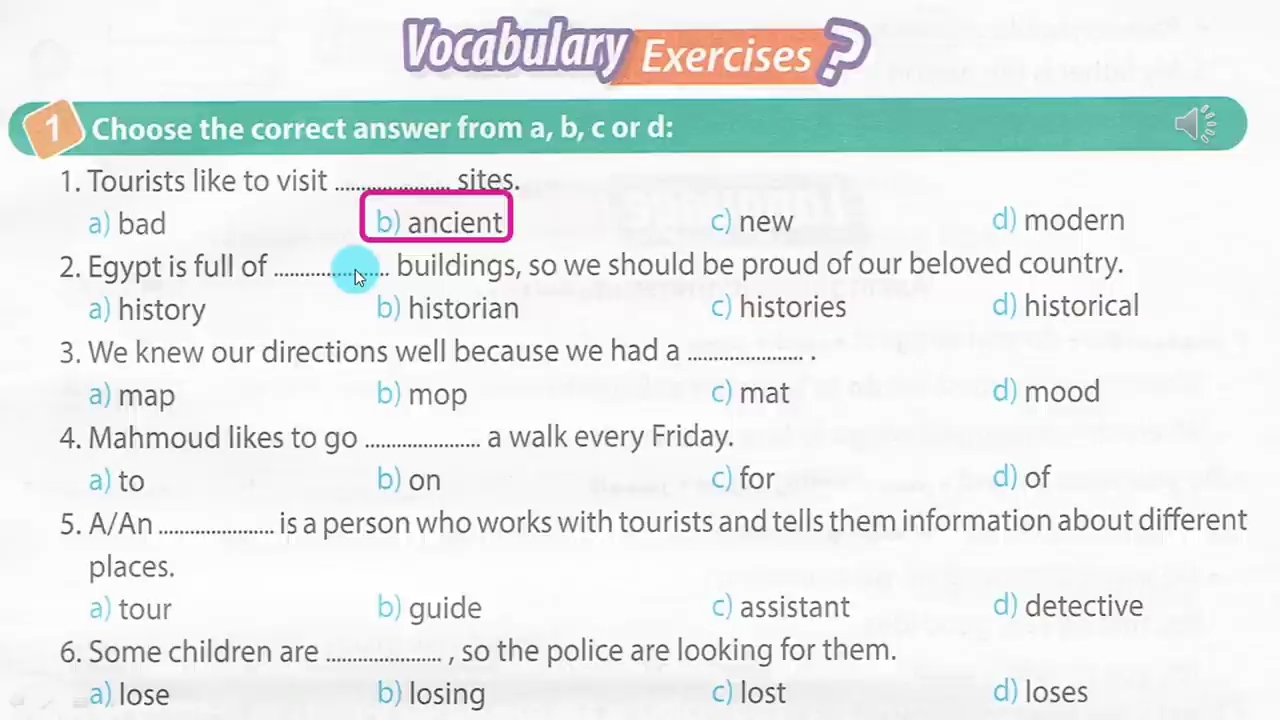 Vocabulary Exercises ?
1 Choose the correct answer from a, b, c or d:
1. Tourists like to visit .................... sites.
a) bad b) ancient c) new d) modern
2. Egypt is full of .................... buildings, so we should be proud of our beloved country.
a) history b) historian c) histories d) historical
3. We knew our directions well because we had a .................... .
a) map b) mop c) mat d) mood
4. Mahmoud likes to go .................... a walk every Friday.
a) to b) on c) for d) of
5. A/An .................... is a person who works with tourists and tells them information about different
places.
a) tour b) guide c) assistant d) detective
6. Some children are .................... , so the police are looking for them.
a) lose b) losing c) lost d) loses